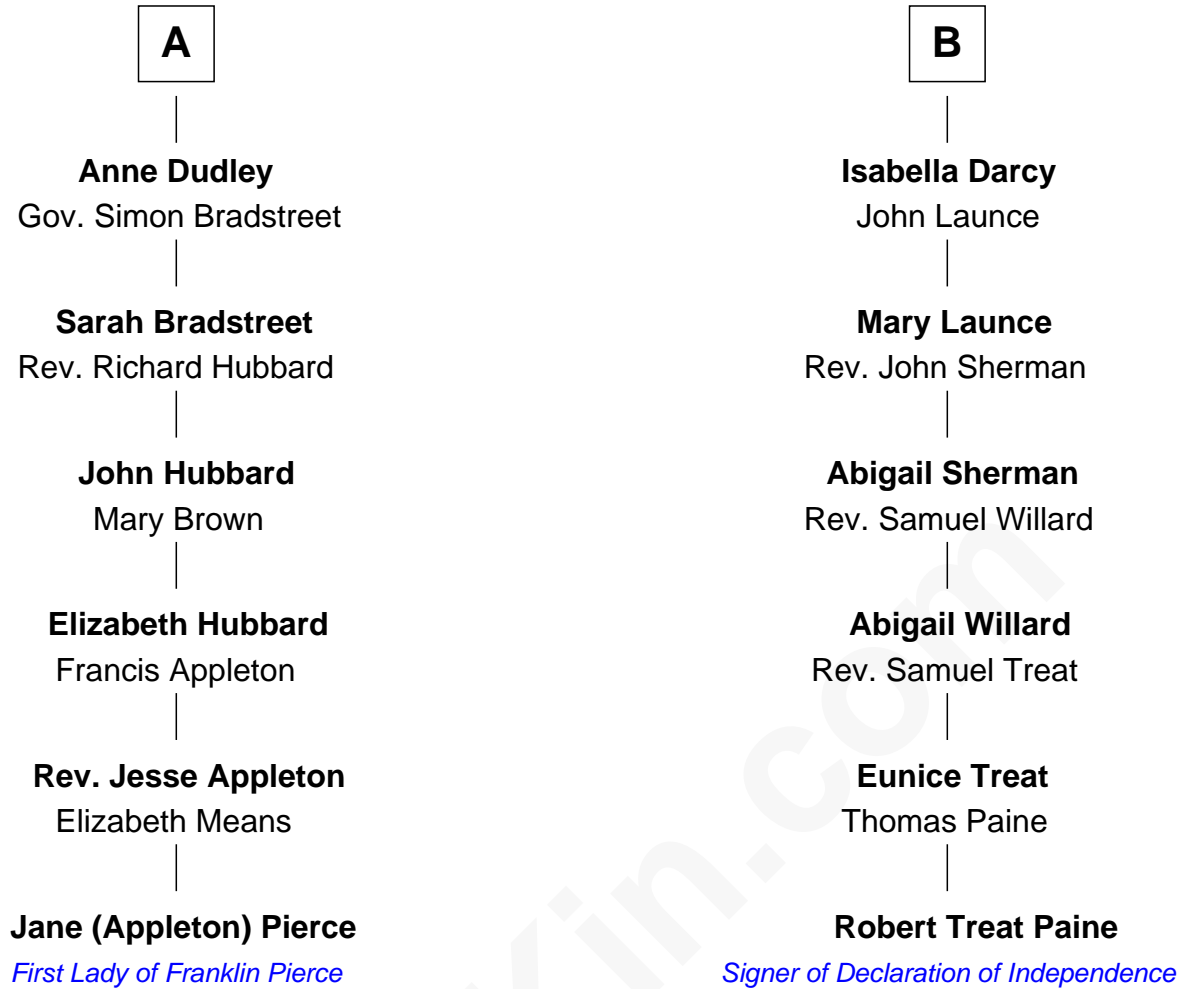 A
B
Anne Dudley
Gov. Simon Bradstreet
Isabella Darcy
John Launce
Sarah Bradstreet
Rev. Richard Hubbard
Mary Launce
Rev. John Sherman
John Hubbard
Mary Brown
Abigail Sherman
Rev. Samuel Willard
Elizabeth Hubbard
Francis Appleton
Abigail Willard
Rev. Samuel Treat
Rev. Jesse Appleton
Elizabeth Means
Eunice Treat
Thomas Paine
Jane (Appleton) Pierce
First Lady of Franklin Pierce
Robert Treat Paine
Signer of Declaration of Independence